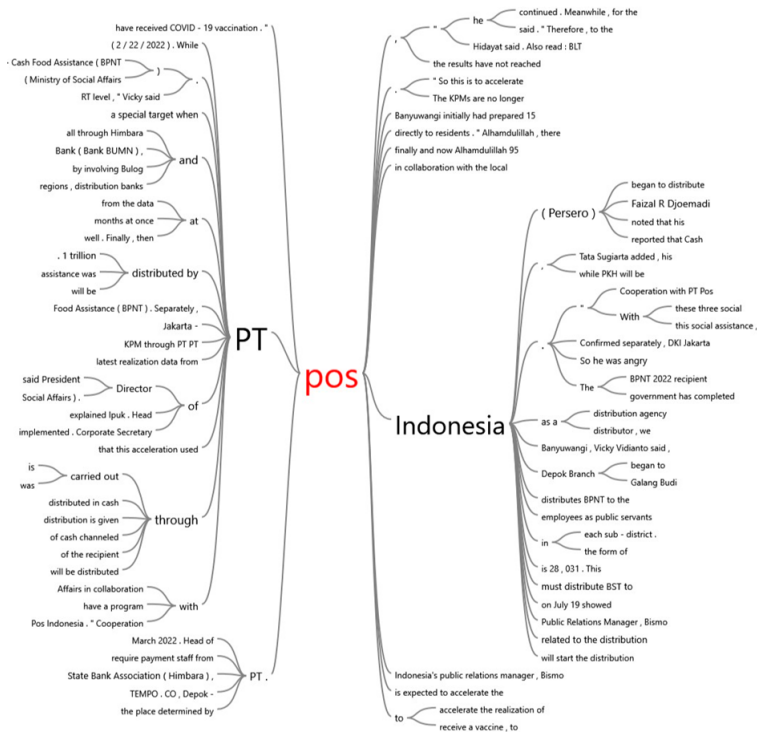 have received COVID - 19 vaccination . "
( 2 / 22 / 2022 ) . While
· Cash Food Assistance ( BPNT
( Ministry of Social Affairs
)
RT level , " Vicky said
.
a special target when
all through Himbara
Bank ( Bank BUMN ) ,
by involving Bulog
regions , distribution banks
and
from the data
months at once
well . Finally , then
at
. 1 trillion
assistance was
will be
distributed by
Food Assistance ( BPNT ) . Separately ,
Jakarta -
KPM through PT PT
latest realization data from
said President
Social Affairs ) .
Director
explained Ipuk . Head
implemented . Corporate Secretary
of
that this acceleration used
is
was
carried out
distributed in cash
distribution is given
of cash channeled
of the recipient
will be distributed
through
Affairs in collaboration
have a program
Pos Indonesia . " Cooperation
with
PT
March 2022 . Head of
require payment staff from
State Bank Association ( Himbara ) ,
TEMPO . CO , Depok -
the place determined by
PT .
pos
,
"
he
continued . Meanwhile , for the
said . " Therefore , to the
Hidayat said . Also read : BLT
the results have not reached
.
" So this is to accelerate
The KPMs are no longer
Banyuwangi initially had prepared 15
directly to residents . " Alhamdulillah , there
finally and now Alhamdulillah 95
in collaboration with the local
Indonesia
( Persero )
began to distribute
Faizal R Djoemadi
noted that his
reported that Cash
,
Tata Sugiarta added , his
while PKH will be
.
"
Cooperation with PT Pos
With
these three social
this social assistance ,
Confirmed separately , DKI Jakarta
So he was angry
The
BPNT 2022 recipient
government has completed
as a
distribution agency
distributor , we
Banyuwangi , Vicky Vidianto said ,
Depok Branch
began to
Galang Budi
distributes BPNT to the
employees as public servants
in
each sub - district .
the form of
is 28 , 031 . This
must distribute BST to
on July 19 showed
Public Relations Manager , Bismo
related to the distribution
will start the distribution
Indonesia's public relations manager , Bismo
is expected to accelerate the
to
accelerate the realization of
receive a vaccine , to